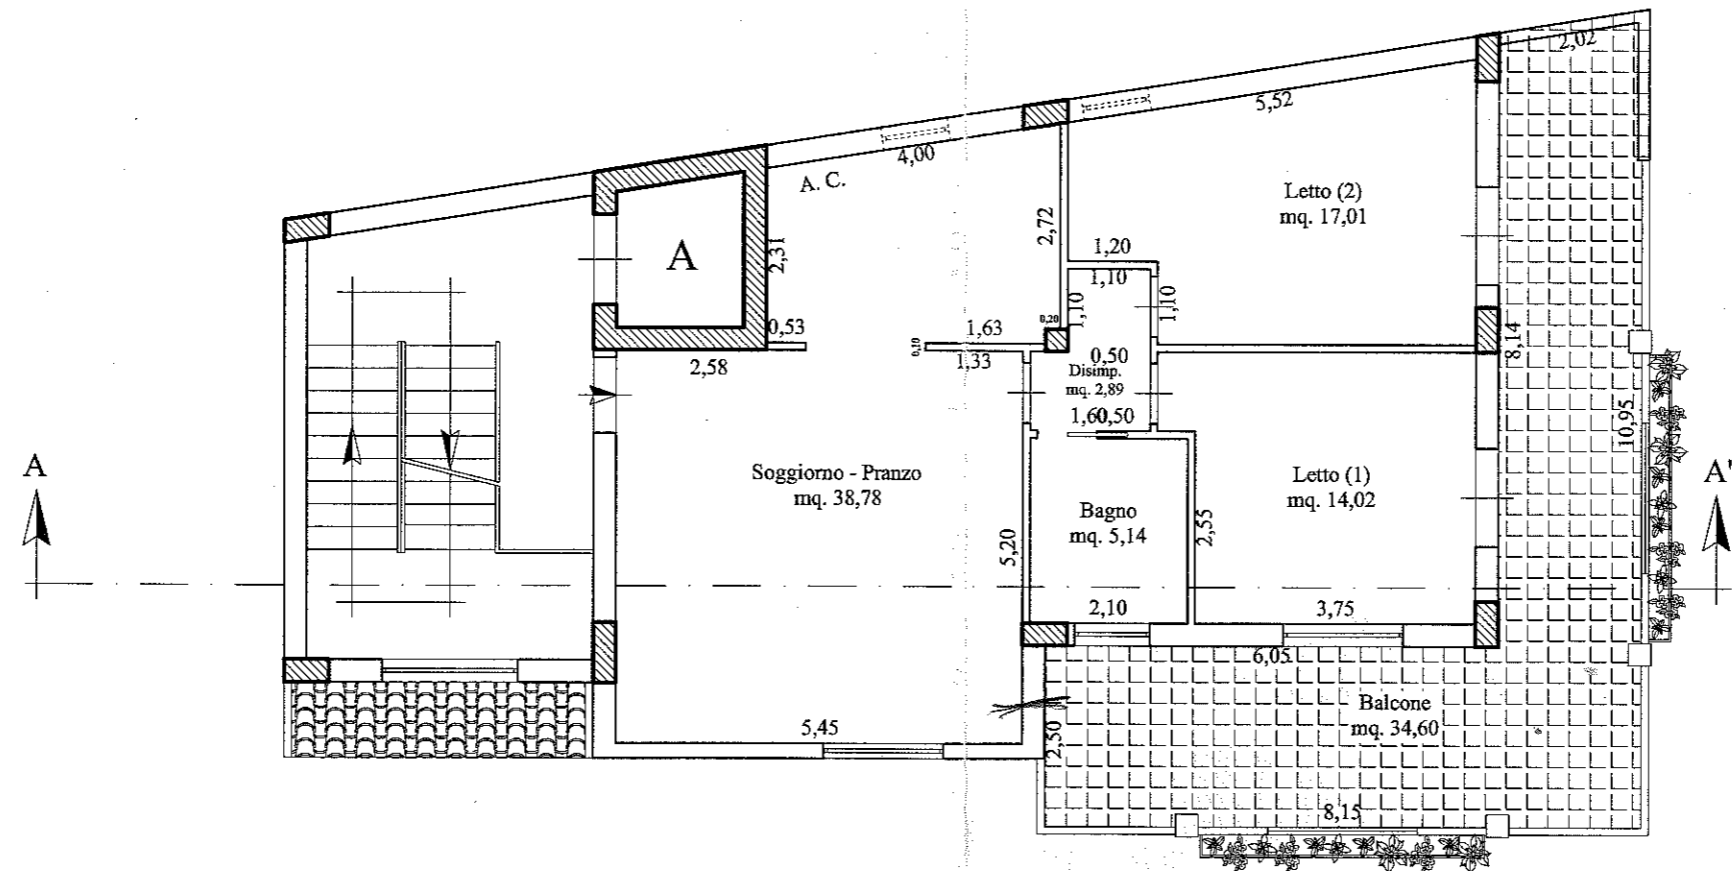 2,02
5,52
4,00
A. C.
Letto (2)
mq. 17,01
2,72
2,31
A
1,20
1,10
1,10
1,10
0,20
0,53
1,63
0,10
8,14
2,58
1,33
0,50
Disimp.
mq. 2,89
1,60
0,50
10,95
A
A'
Soggiorno - Pranzo
mq. 38,78
Letto (1)
mq. 14,02
Bagno
mq. 5,14
2,55
5,20
2,10
3,75
6,05
Balcone
mq. 34,60
5,45
2,50
8,15